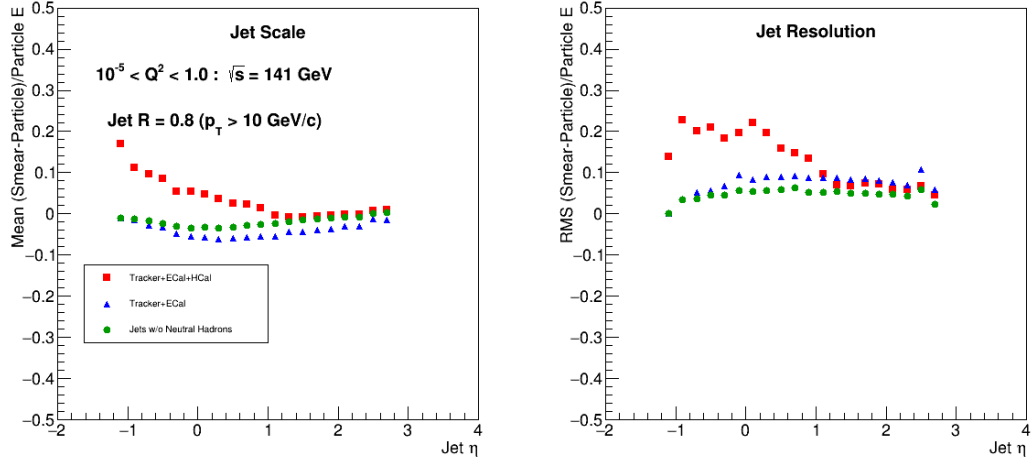 Jet Scale
10⁻⁵ < Q² < 1.0 : √s = 141 GeV
Jet R = 0.8 (p_T > 10 GeV/c)
Mean (Smear-Particle)/Particle E
0.5
0.4
0.3
0.2
0.1
0
−0.1
−0.2
−0.3
−0.4
−0.5
Tracker+ECal+HCal
Tracker+ECal
Jets w/o Neutral Hadrons
−2 −1 0 1 2 3 4
Jet η
Jet Resolution
RMS (Smear-Particle)/Particle E
0.5
0.4
0.3
0.2
0.1
0
−0.1
−0.2
−0.3
−0.4
−0.5
−2 −1 0 1 2 3 4
Jet η